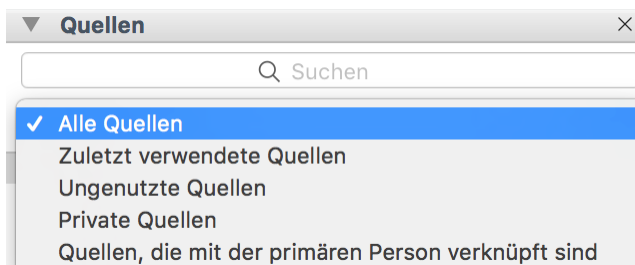 Quellen
Suchen
Alle Quellen
Zuletzt verwendete Quellen
Ungenutzte Quellen
Private Quellen
Quellen, die mit der primären Person verknüpft sind